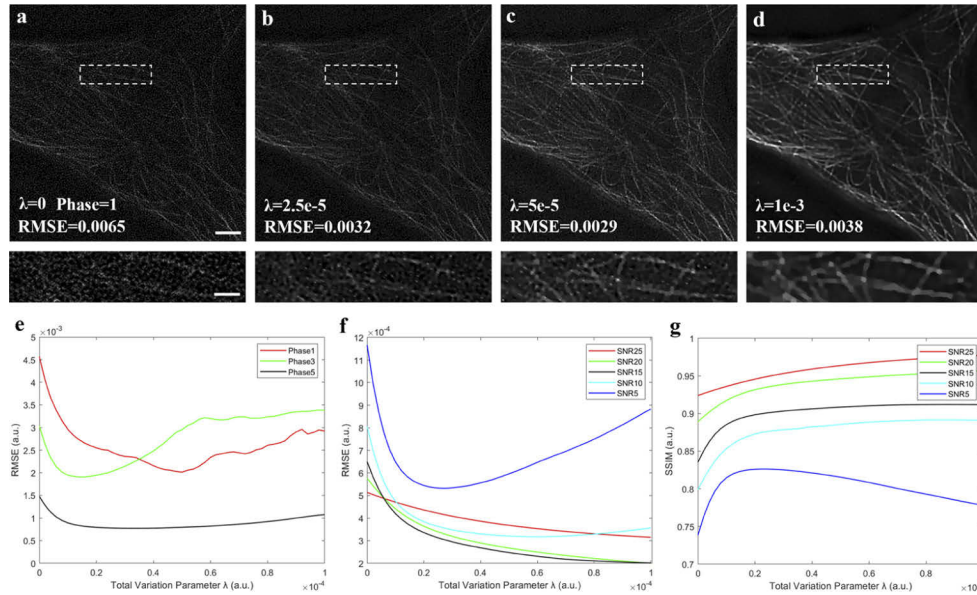 a
λ=0 Phase=1
RMSE=0.0065
b
λ=2.5e-5
RMSE=0.0032
c
λ=5e-5
RMSE=0.0029
d
λ=1e-3
RMSE=0.0038
e
×10⁻³
5
4.5
4
3.5
3
2.5
2
1.5
1
0.5
0
RMSE (a.u.)
Phase1
Phase3
Phase5
0 0.2 0.4 0.6 0.8 1
Total Variation Parameter λ (a.u.)
×10⁻⁴
f
×10⁻⁴
12
11
10
9
8
7
6
5
4
3
2
RMSE (a.u.)
SNR25
SNR20
SNR15
SNR10
SNR5
0 0.2 0.4 0.6 0.8 1
Total Variation Parameter λ (a.u.)
×10⁻⁴
g
1
0.95
0.9
0.85
0.8
0.75
0.7
SSIM (a.u.)
SNR25
SNR20
SNR15
SNR10
SNR5
0 0.2 0.4 0.6 0.8 1
Total Variation Parameter λ (a.u.)